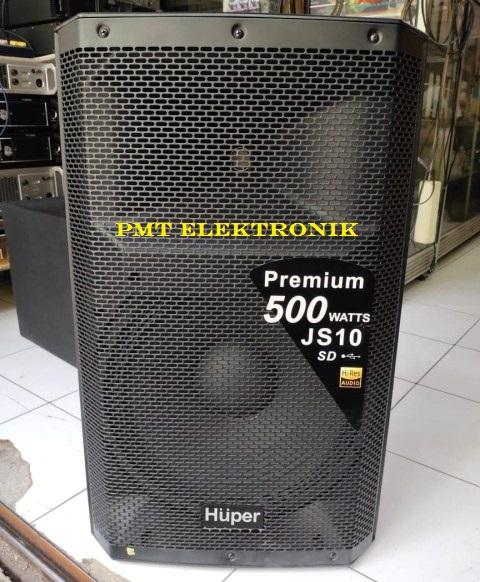 PMT ELEKTRONIK
Premium
500 WATTS
JS10
SD
Hi-Res
AUDIO
Hüper